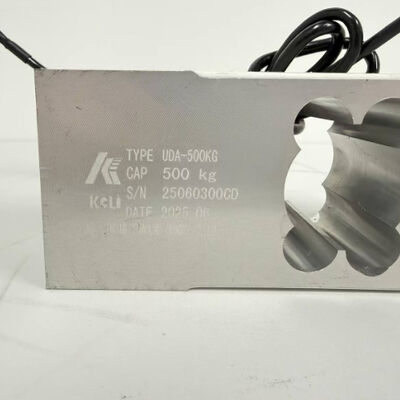 TYPE UDA-500KG
CAP 500 kg
S/N 25060300CD
KELI
DATE 2025.06